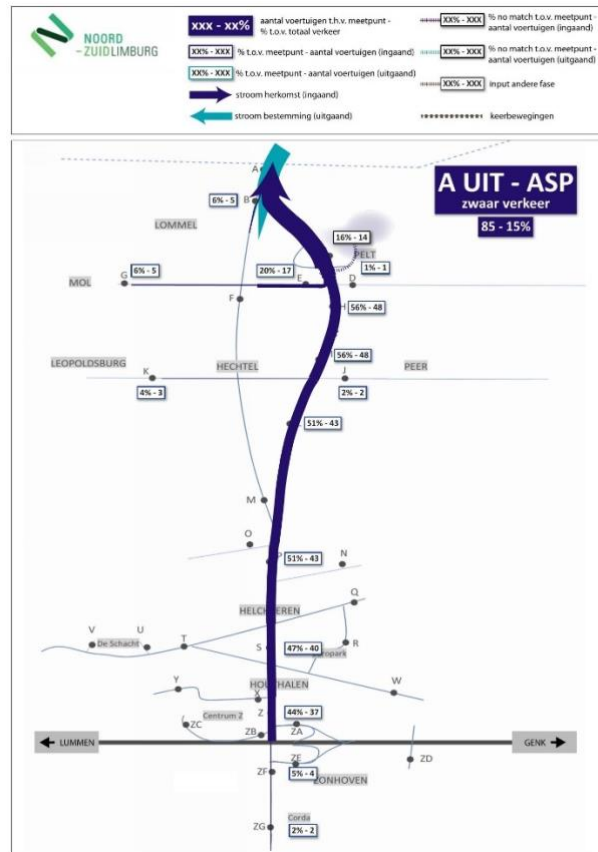 NOORD
-ZUIDLIMBURG
xxx - xx%
aantal voertuigen t.h.v. meetpunt -
% t.o.v. totaal verkeer
XX% - XXX
% t.o.v. meetpunt - aantal voertuigen (ingaand)
XX% - XXX
% t.o.v. meetpunt - aantal voertuigen (uitgaand)
stroom herkomst (ingaand)
stroom bestemming (uitgaand)
XX% - XXX
% no match t.o.v. meetpunt -
aantal voertuigen (ingaand)
XX% - XXX
% no match t.o.v. meetpunt -
aantal voertuigen (uitgaand)
XX% - XXX
input andere fase
keerbewegingen
A UIT - ASP
zwaar verkeer
85 - 15%
A
B
6% - 5
LOMMEL
16% - 14
PELT
6% - 5
20% - 17
1% - 1
MOL
G
E
D
F
H
56% - 48
56% - 48
LEOPOLDSBURG
HECHTEL
PEER
K
J
4% - 3
2% - 2
51% - 43
M
O
P
51% - 43
N
Q
HELCHTEREN
V
U
T
De Schacht
S
47% - 40
R
HOUTHALEN
Y
X
W
Z
44% - 37
Centrum Z
ZC
ZB
ZA
LUMMEN
GENK
ZE
ZD
ZONHOVEN
ZF
5% - 4
Corda
ZG
2% - 2